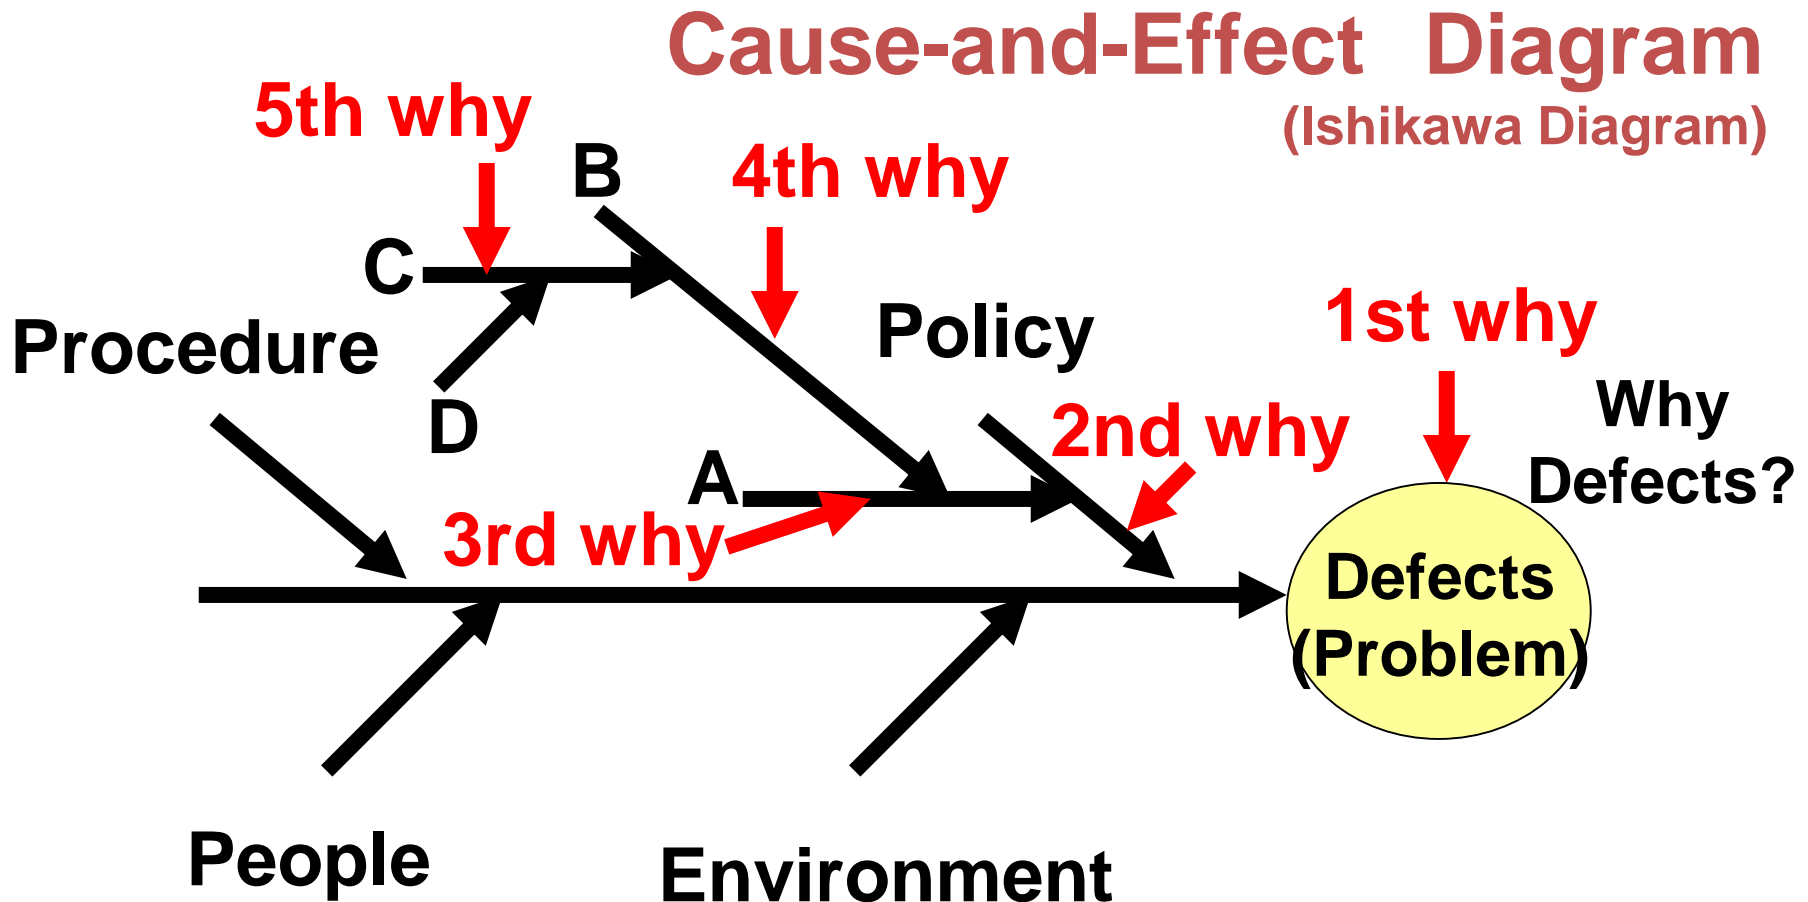 Cause-and-Effect Diagram
(Ishikawa Diagram)
5th why
B
4th why
C
Procedure
Policy
1st why
Why
Defects?
D
2nd why
A
3rd why
Defects
(Problem)
People
Environment